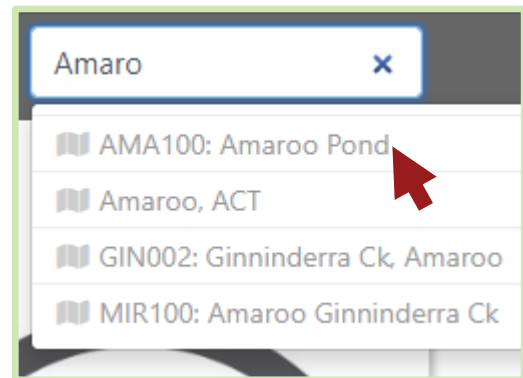 Amaro
AMA100: Amaroo Pond
Amaroo, ACT
GIN002: Ginninderra Ck, Amaroo
MIR100: Amaroo Ginninderra Ck